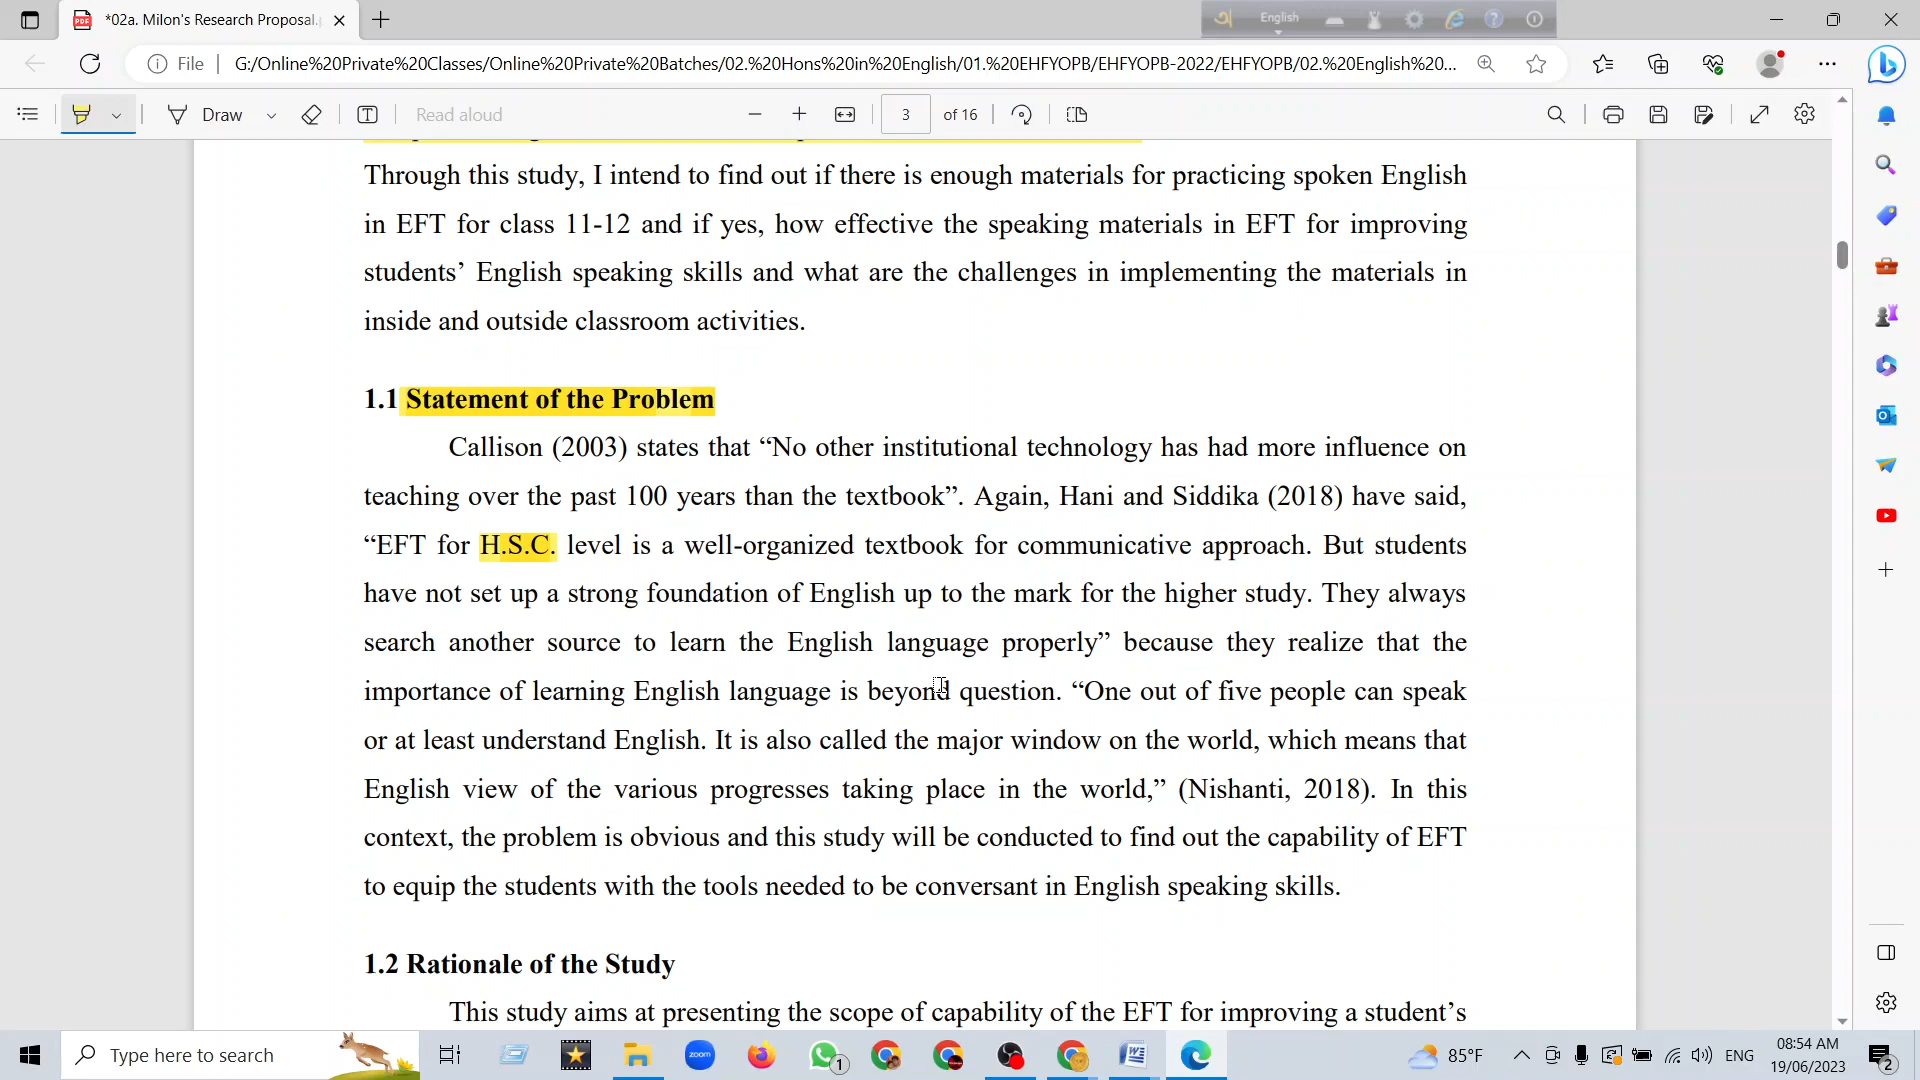 *02a. Milon's Research Proposal.
English
File
G:/Online%20Private%20Classes/Online%20Private%20Batches/02.%20Hons%20in%20English/01.%20EHFYOPB/EHFYOPB-2022/EHFYOPB/02.%20English%20...
Draw
Read aloud
3
of 16
Through this study, I intend to find out if there is enough materials for practicing spoken English
in EFT for class 11-12 and if yes, how effective the speaking materials in EFT for improving
students’ English speaking skills and what are the challenges in implementing the materials in
inside and outside classroom activities.
1.1 Statement of the Problem
Callison (2003) states that “No other institutional technology has had more influence on
teaching over the past 100 years than the textbook”. Again, Hani and Siddika (2018) have said,
“EFT for H.S.C. level is a well-organized textbook for communicative approach. But students
have not set up a strong foundation of English up to the mark for the higher study. They always
search another source to learn the English language properly” because they realize that the
importance of learning English language is beyond question. “One out of five people can speak
or at least understand English. It is also called the major window on the world, which means that
English view of the various progresses taking place in the world,” (Nishanti, 2018). In this
context, the problem is obvious and this study will be conducted to find out the capability of EFT
to equip the students with the tools needed to be conversant in English speaking skills.
1.2 Rationale of the Study
This study aims at presenting the scope of capability of the EFT for improving a student’s
Type here to search
zoom
1
85°F
ENG
08:54 AM
19/06/2023
2